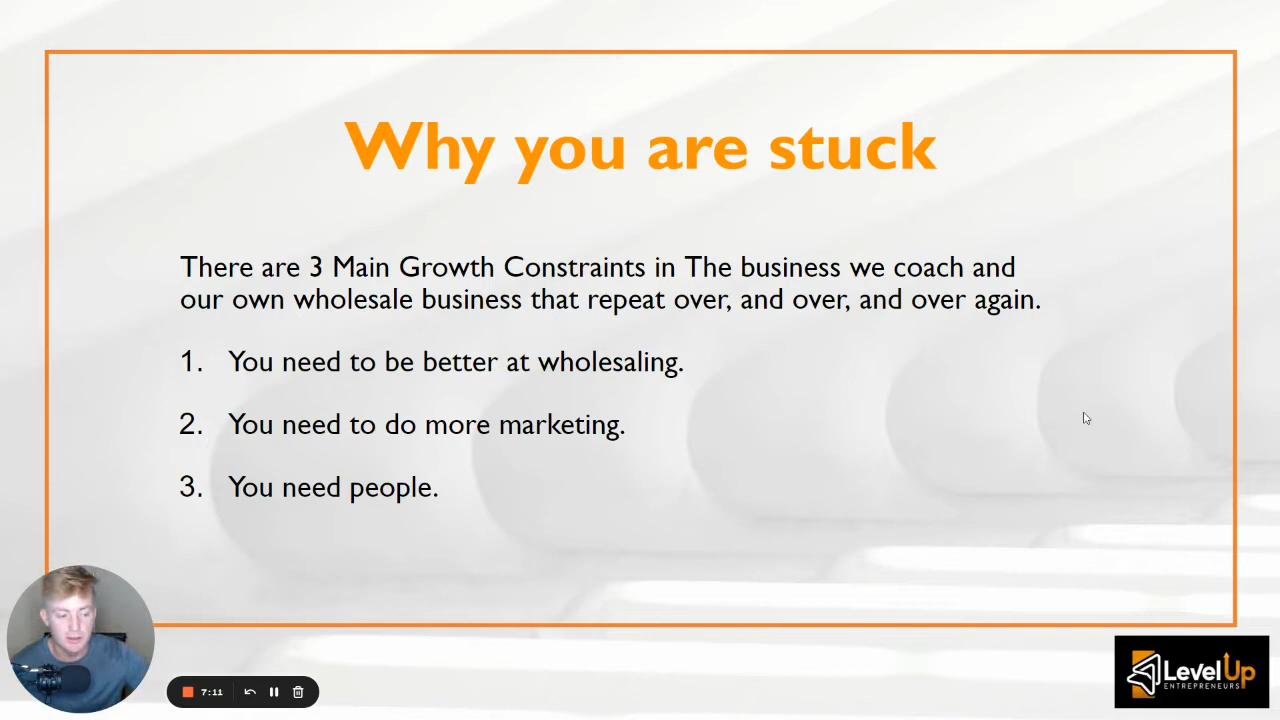 Why you are stuck
There are 3 Main Growth Constraints in The business we coach and
our own wholesale business that repeat over, and over, and over again.
1. You need to be better at wholesaling.
2. You need to do more marketing.
3. You need people.
7:11
LevelUp
ENTREPRENEURS